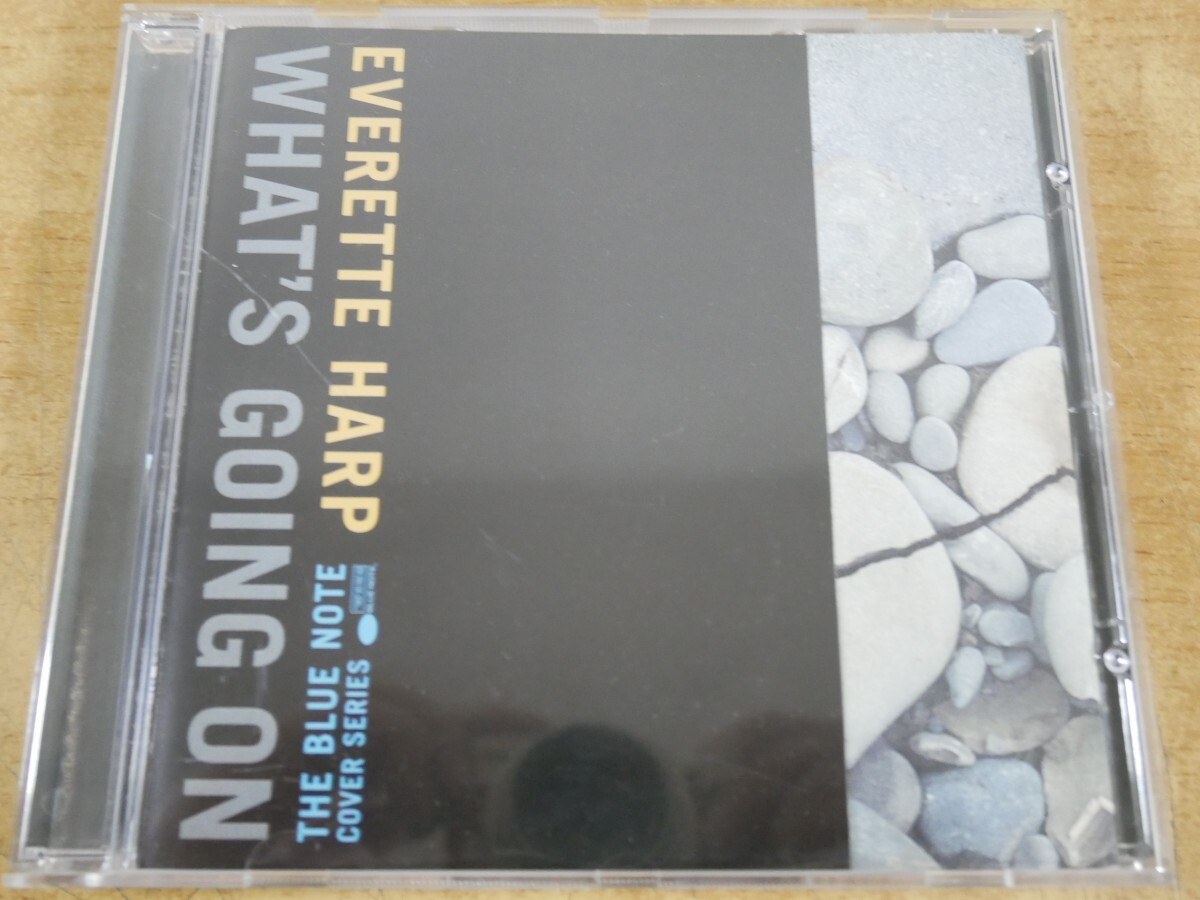 EVERETTE HARP
WHAT'S GOING ON
THE BLUE NOTE
COVER SERIES